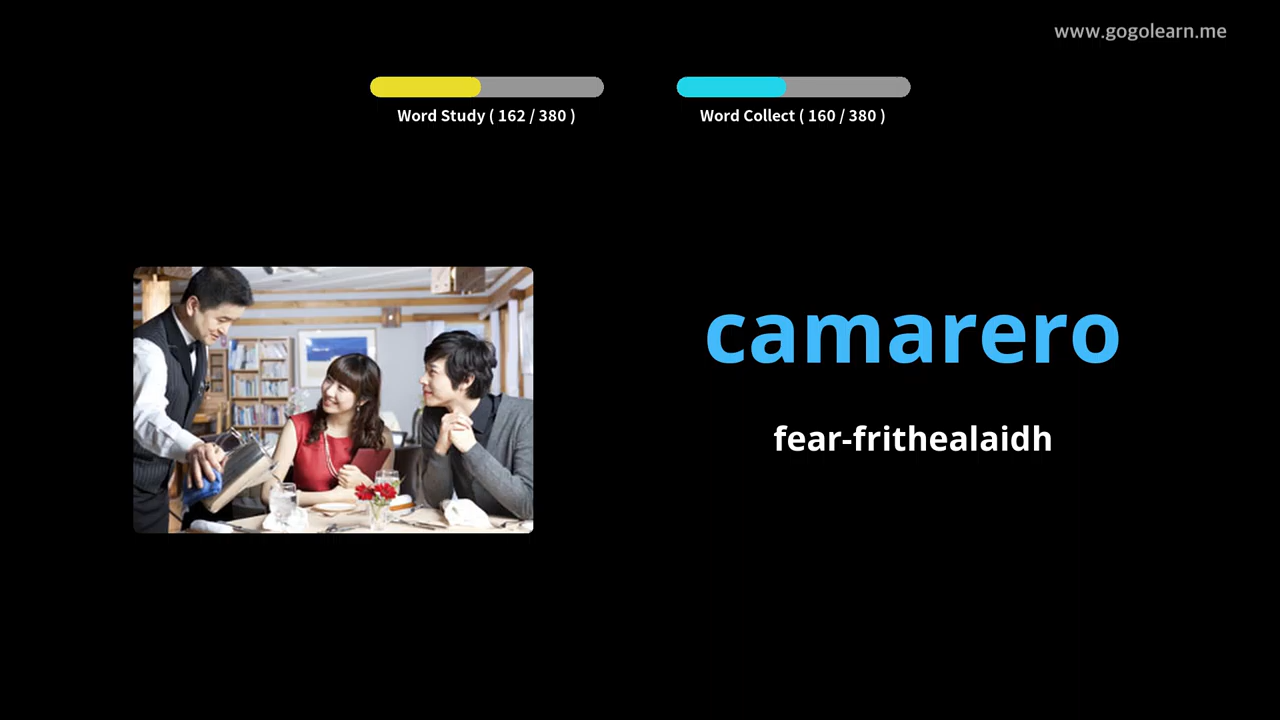 www.gogolearn.me
Word Study ( 162 / 380 )
Word Collect ( 160 / 380 )
camarero
fear-frithealaidh